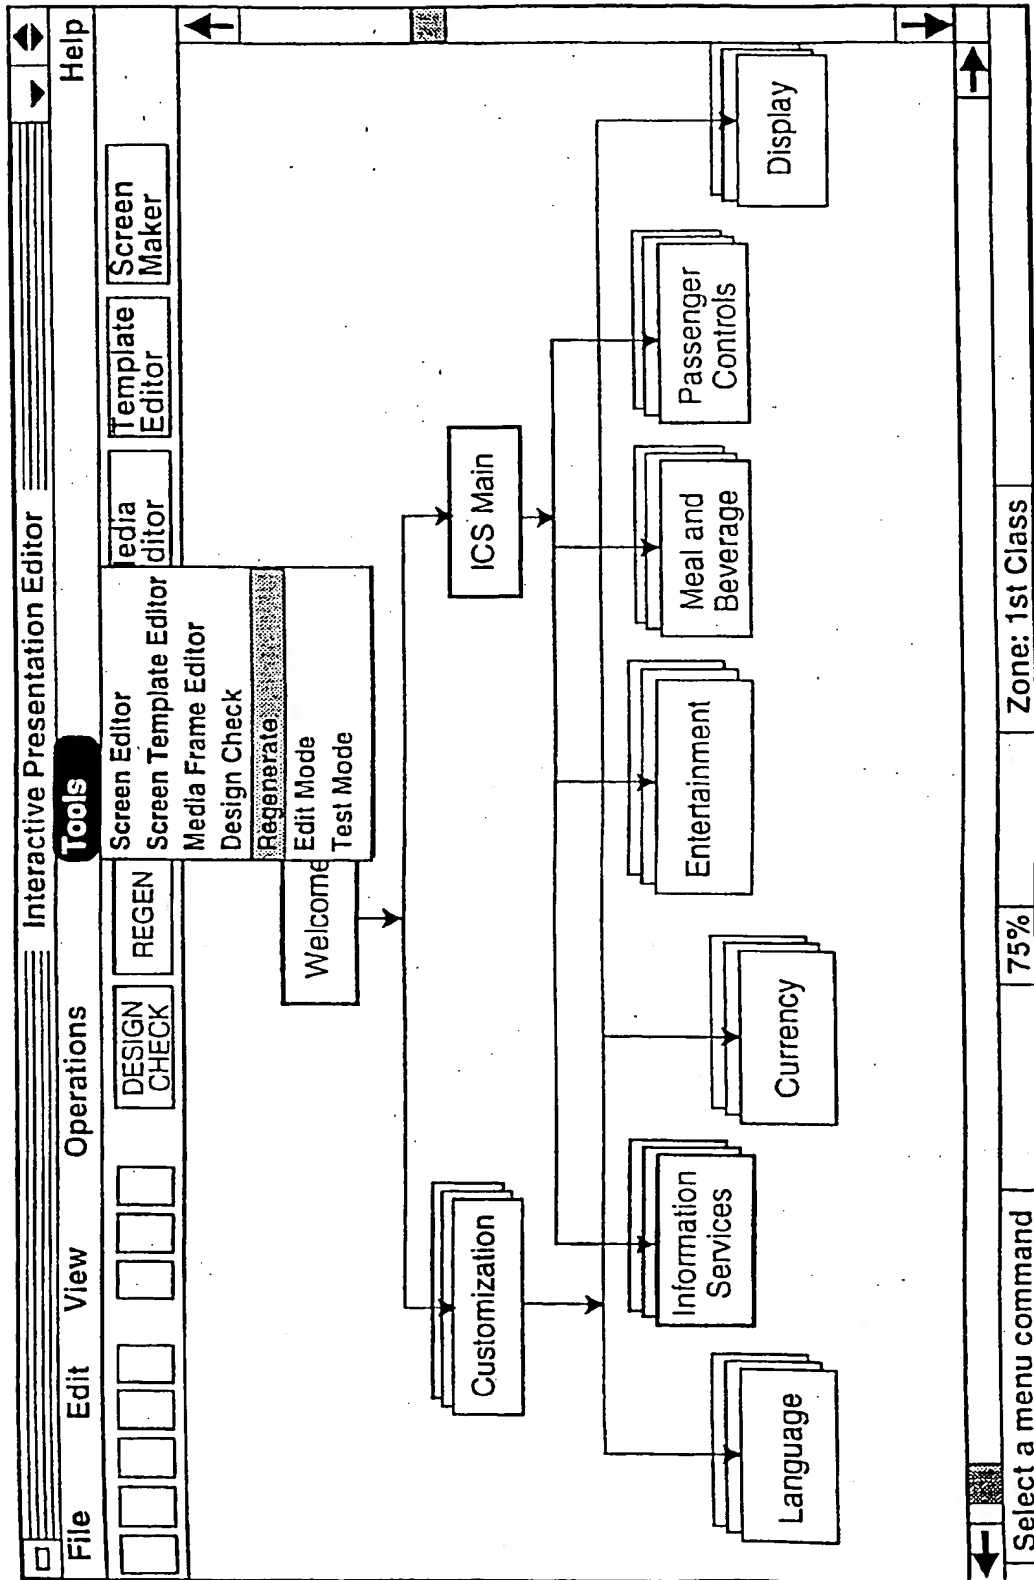 Interactive Presentation Editor
File Edit View Operations Tools Help
DESIGN
CHECK
REGEN
Template
Editor
Screen
Maker
Screen Editor
Screen Template Editor
Media Frame Editor
Design Check
Regenerate
Edit Mode
Test Mode
edia
ditor
Welcome
Customization
ICS Main
Information
Services
Entertainment
Meal and
Beverage
Passenger
Controls
Language
Currency
Display
Select a menu command
75%
Zone: 1st Class